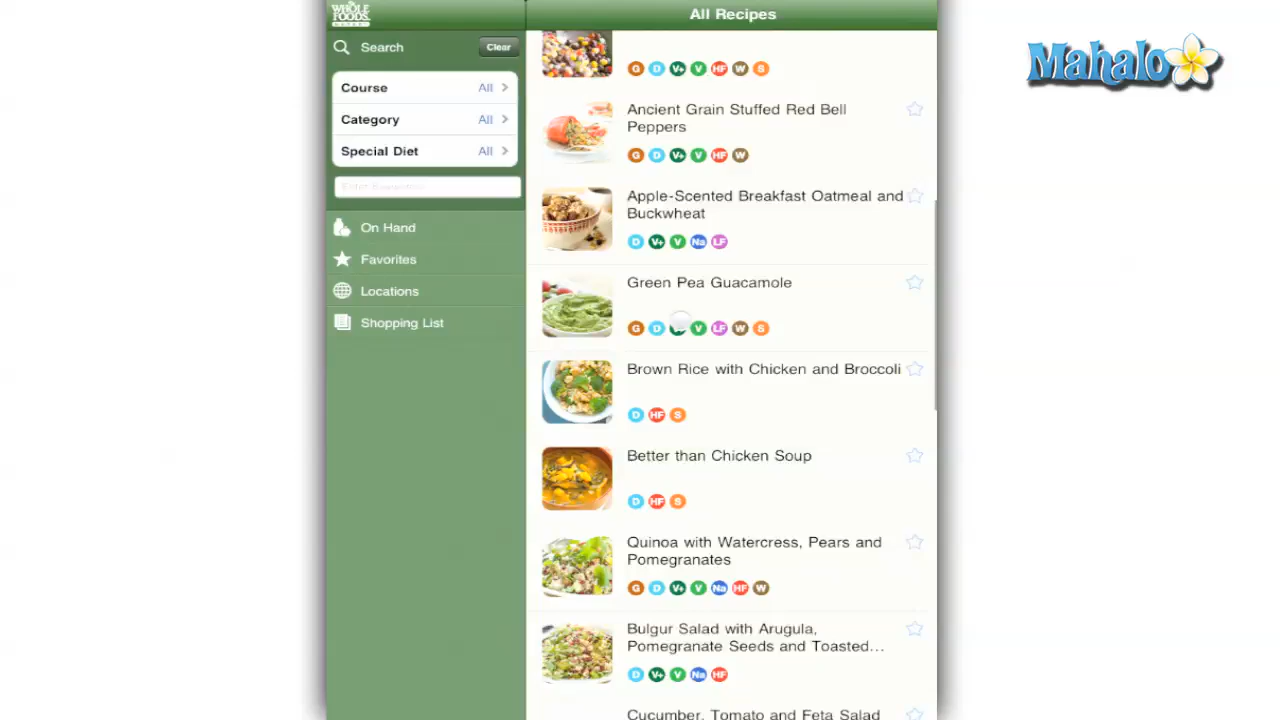 WHOLE
FOODS
MARKET
All Recipes
Mahalo
Search
Clear
Course All
Category All
Special Diet All
On Hand
Favorites
Locations
Shopping List
G D V+ V HF W S
Ancient Grain Stuffed Red Bell
Peppers
G D V+ V HF W
Apple-Scented Breakfast Oatmeal and
Buckwheat
D V+ V Na LF
Green Pea Guacamole
G D V LF W S
Brown Rice with Chicken and Broccoli
D HF S
Better than Chicken Soup
D HF S
Quinoa with Watercress, Pears and
Pomegranates
G D V+ V Na HF W
Bulgur Salad with Arugula,
Pomegranate Seeds and Toasted...
D V+ V Na HF
Cucumber, Tomato and Feta Salad